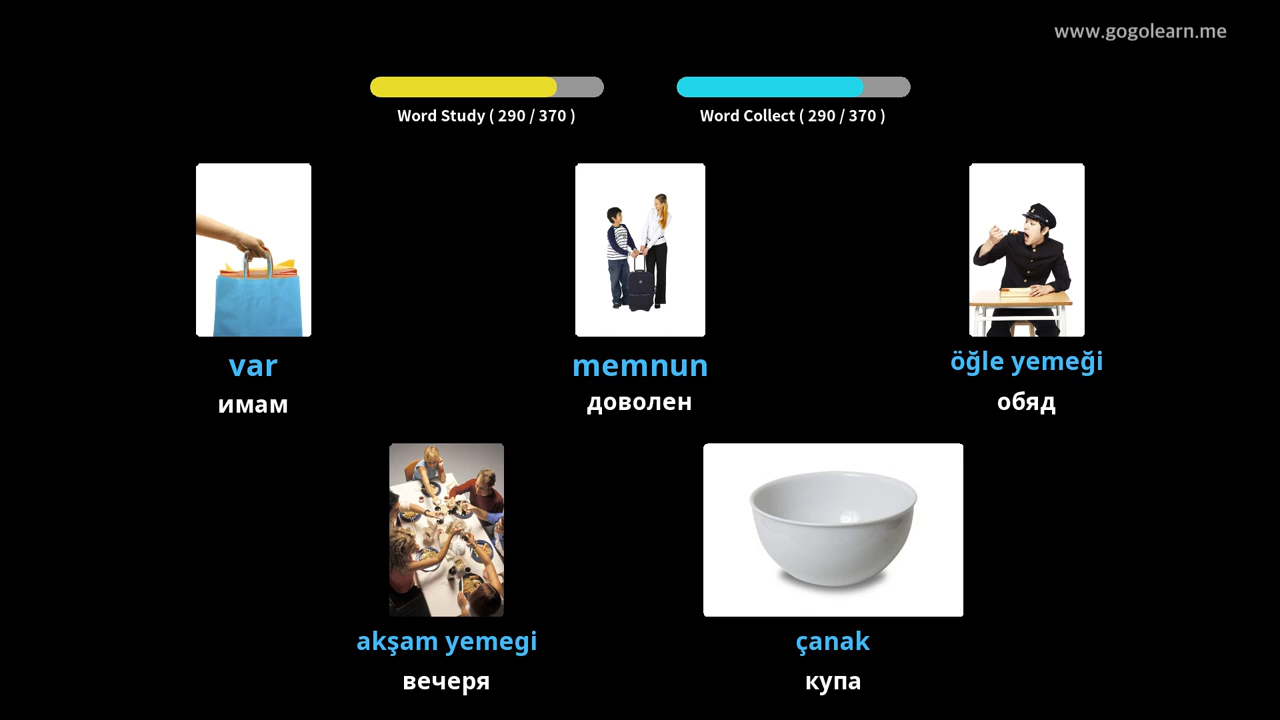 www.gogolearn.me
Word Study ( 290 / 370 )
Word Collect ( 290 / 370 )
var
имам
memnun
доволен
öğle yemeği
обяд
akşam yemegi
вечеря
çanak
купа